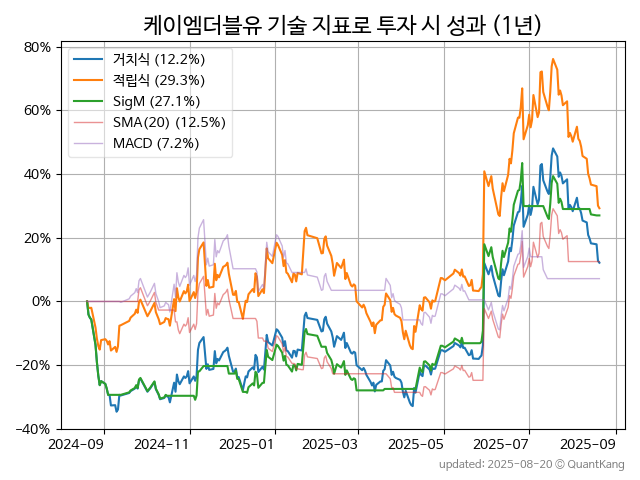 케이엠더블유 기술 지표로 투자 시 성과 (1년)
80%
60%
40%
20%
0%
−20%
−40%
거치식 (12.2%)
적립식 (29.3%)
SigM (27.1%)
SMA(20) (12.5%)
MACD (7.2%)
2024-09
2024-11
2025-01
2025-03
2025-05
2025-07
2025-09
updated: 2025-08-20 © QuantKang